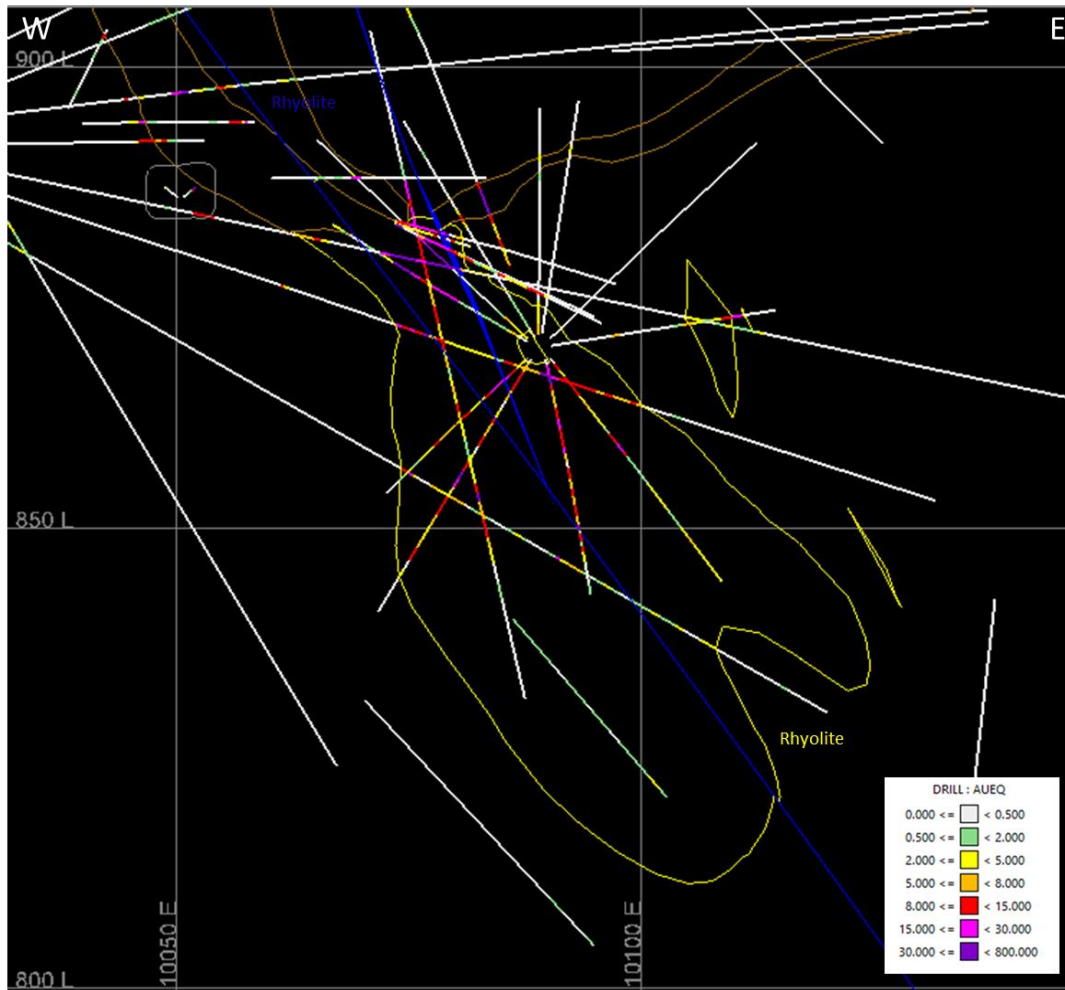 W
E
900 L
Rhyolite
850 L
Rhyolite
DRILL : AUEQ
0.000 <= < 0.500
0.500 <= < 2.000
2.000 <= < 5.000
5.000 <= < 8.000
8.000 <= < 15.000
15.000 <= < 30.000
30.000 <= < 800.000
10050 E
10100 E
800 L